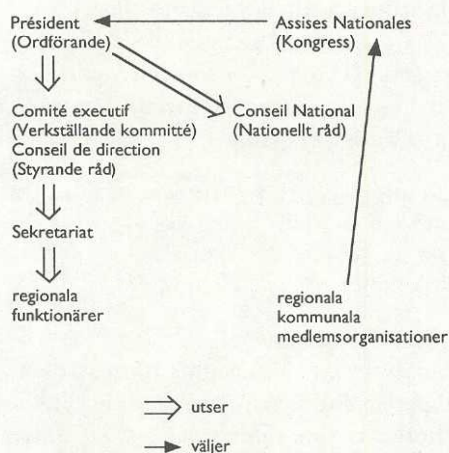 Président
(Ordförande)
Assises Nationales
(Kongress)
Comité executif
(Verkställande kommitté)
Conseil de direction
(Styrande råd)
Conseil National
(Nationellt råd)
Sekretariat
regionala
funktionärer
regionala
kommunala
medlemsorganisationer
utser
väljer